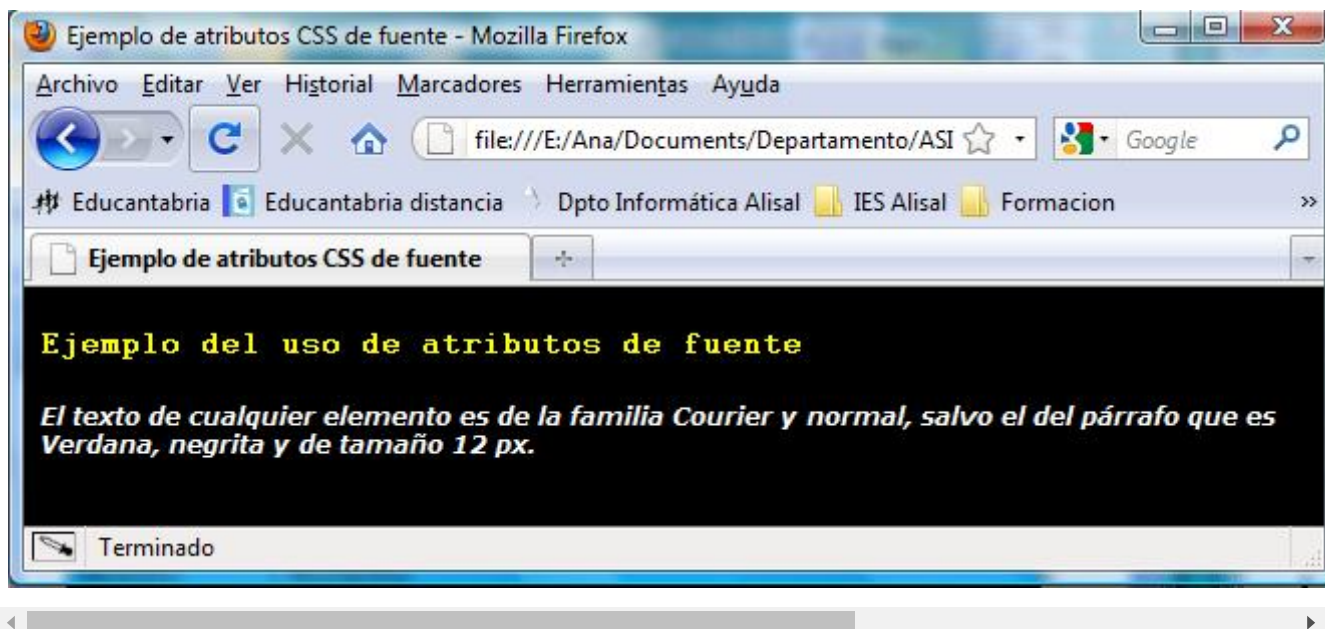 Ejemplo de atributos CSS de fuente - Mozilla Firefox
Archivo Editar Ver Historial Marcadores Herramientas Ayuda
file:///E:/Ana/Documents/Departamento/ASI Google
Educantabria Educantabria distancia Dpto Informática Alisal IES Alisal Formacion »
Ejemplo de atributos CSS de fuente
Ejemplo del uso de atributos de fuente
El texto de cualquier elemento es de la familia Courier y normal, salvo el del párrafo que es
Verdana, negrita y de tamaño 12 px.
Terminado